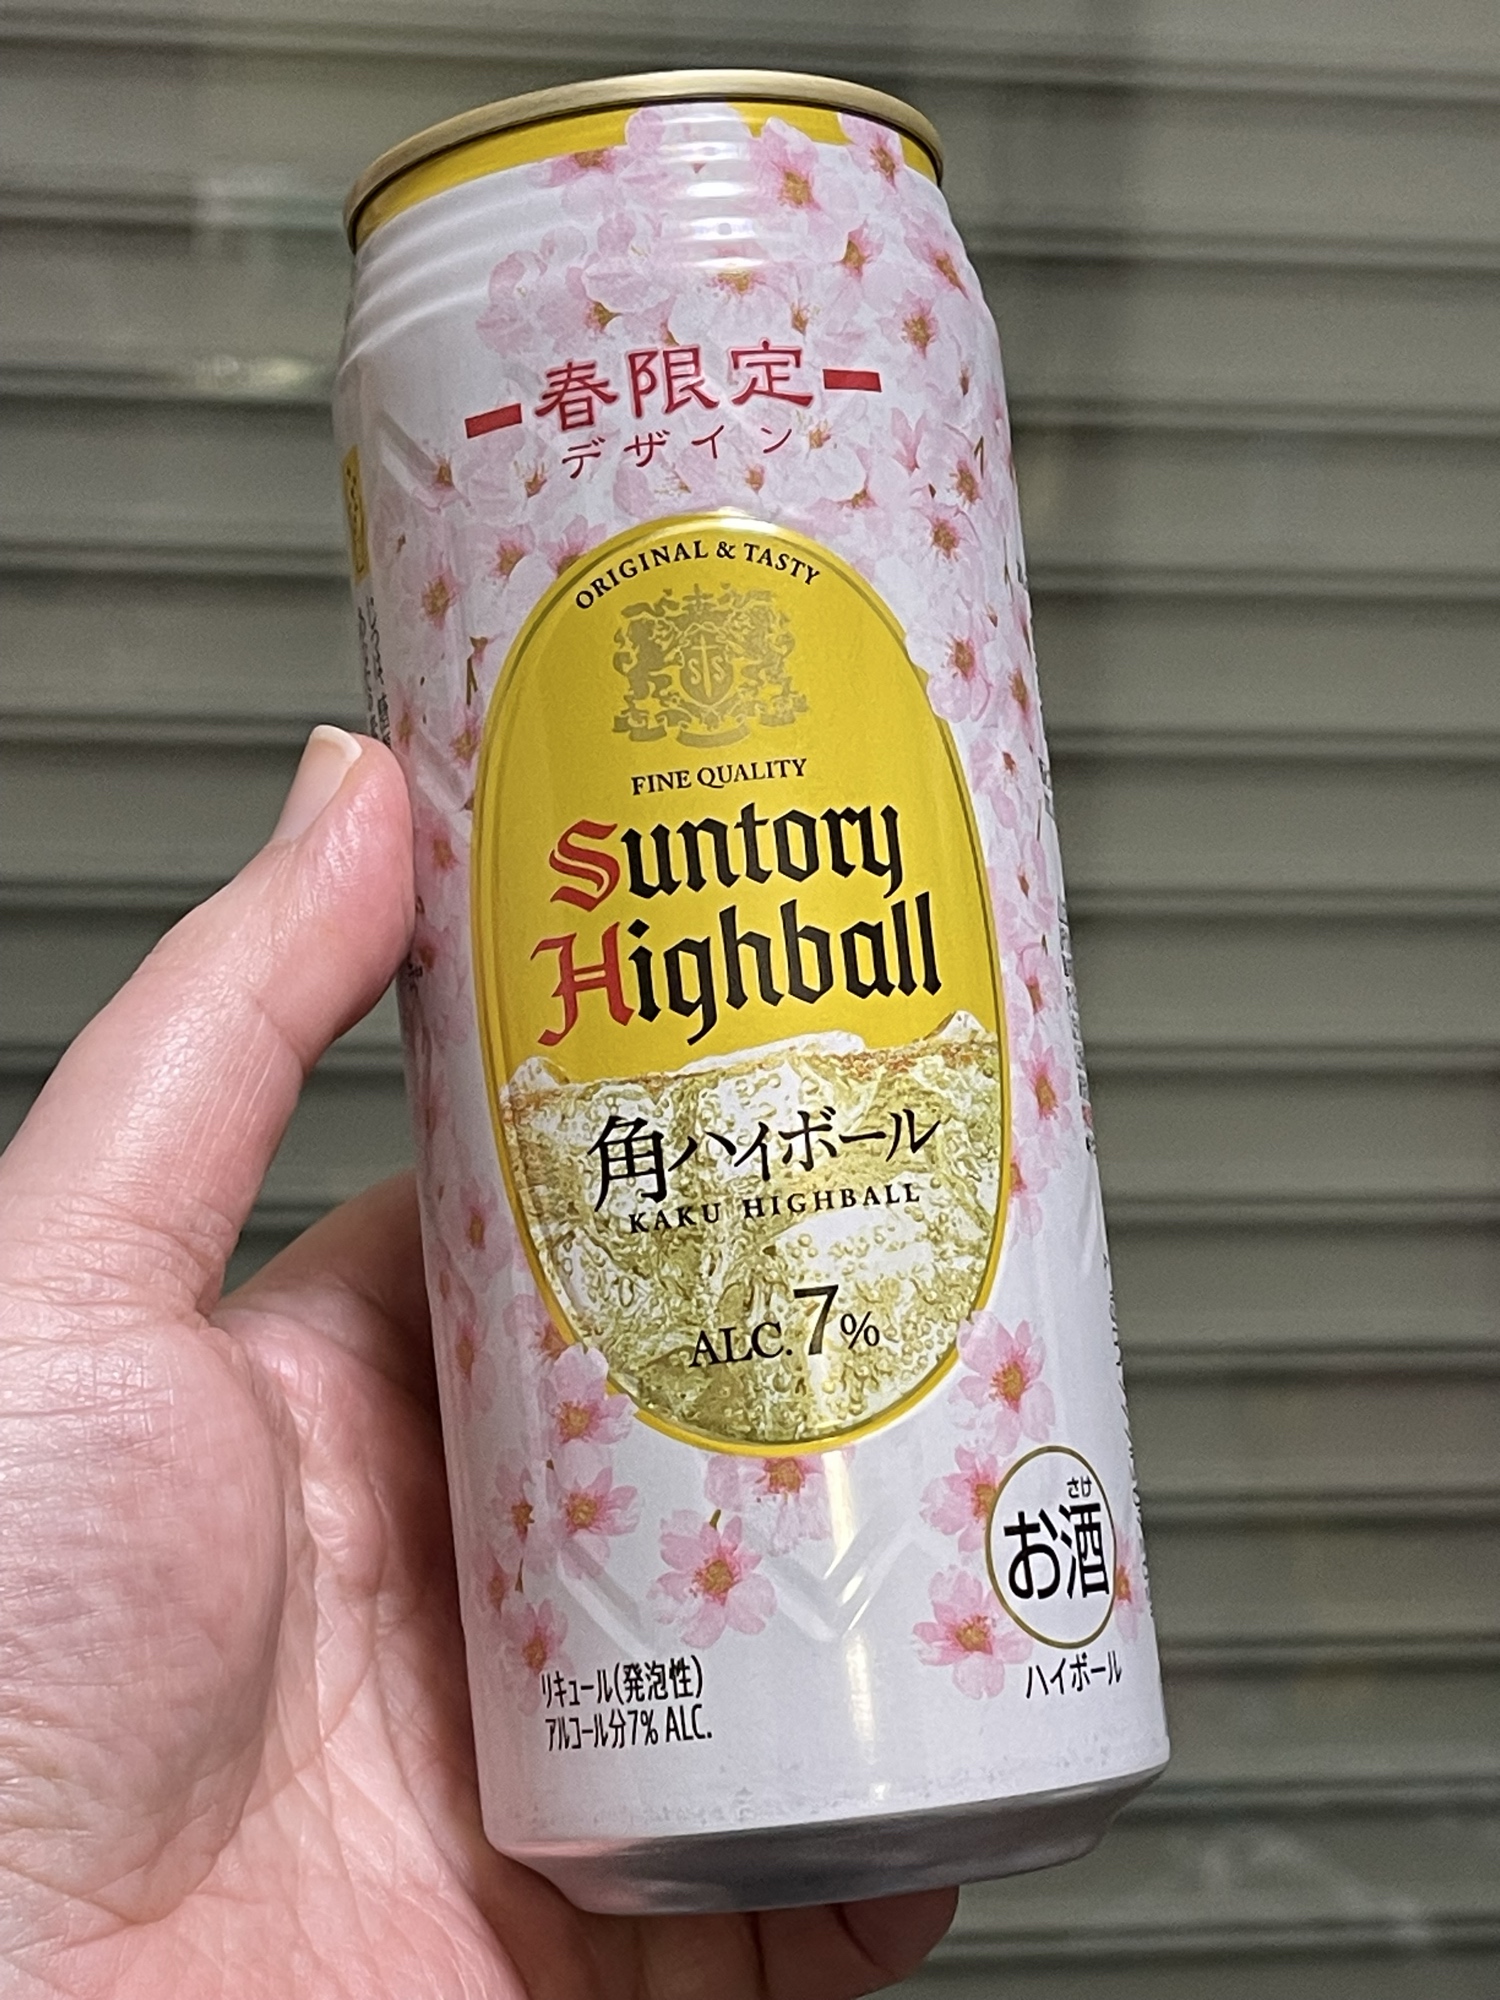 春限定
デザイン
ORIGINAL & TASTY
SS
FINE QUALITY
Suntory
Highball
角ハイボール
KAKU HIGHBALL
ALC.7%
さけ
お酒
ハイボール
リキュール(発泡性)
アルコール分7% ALC.